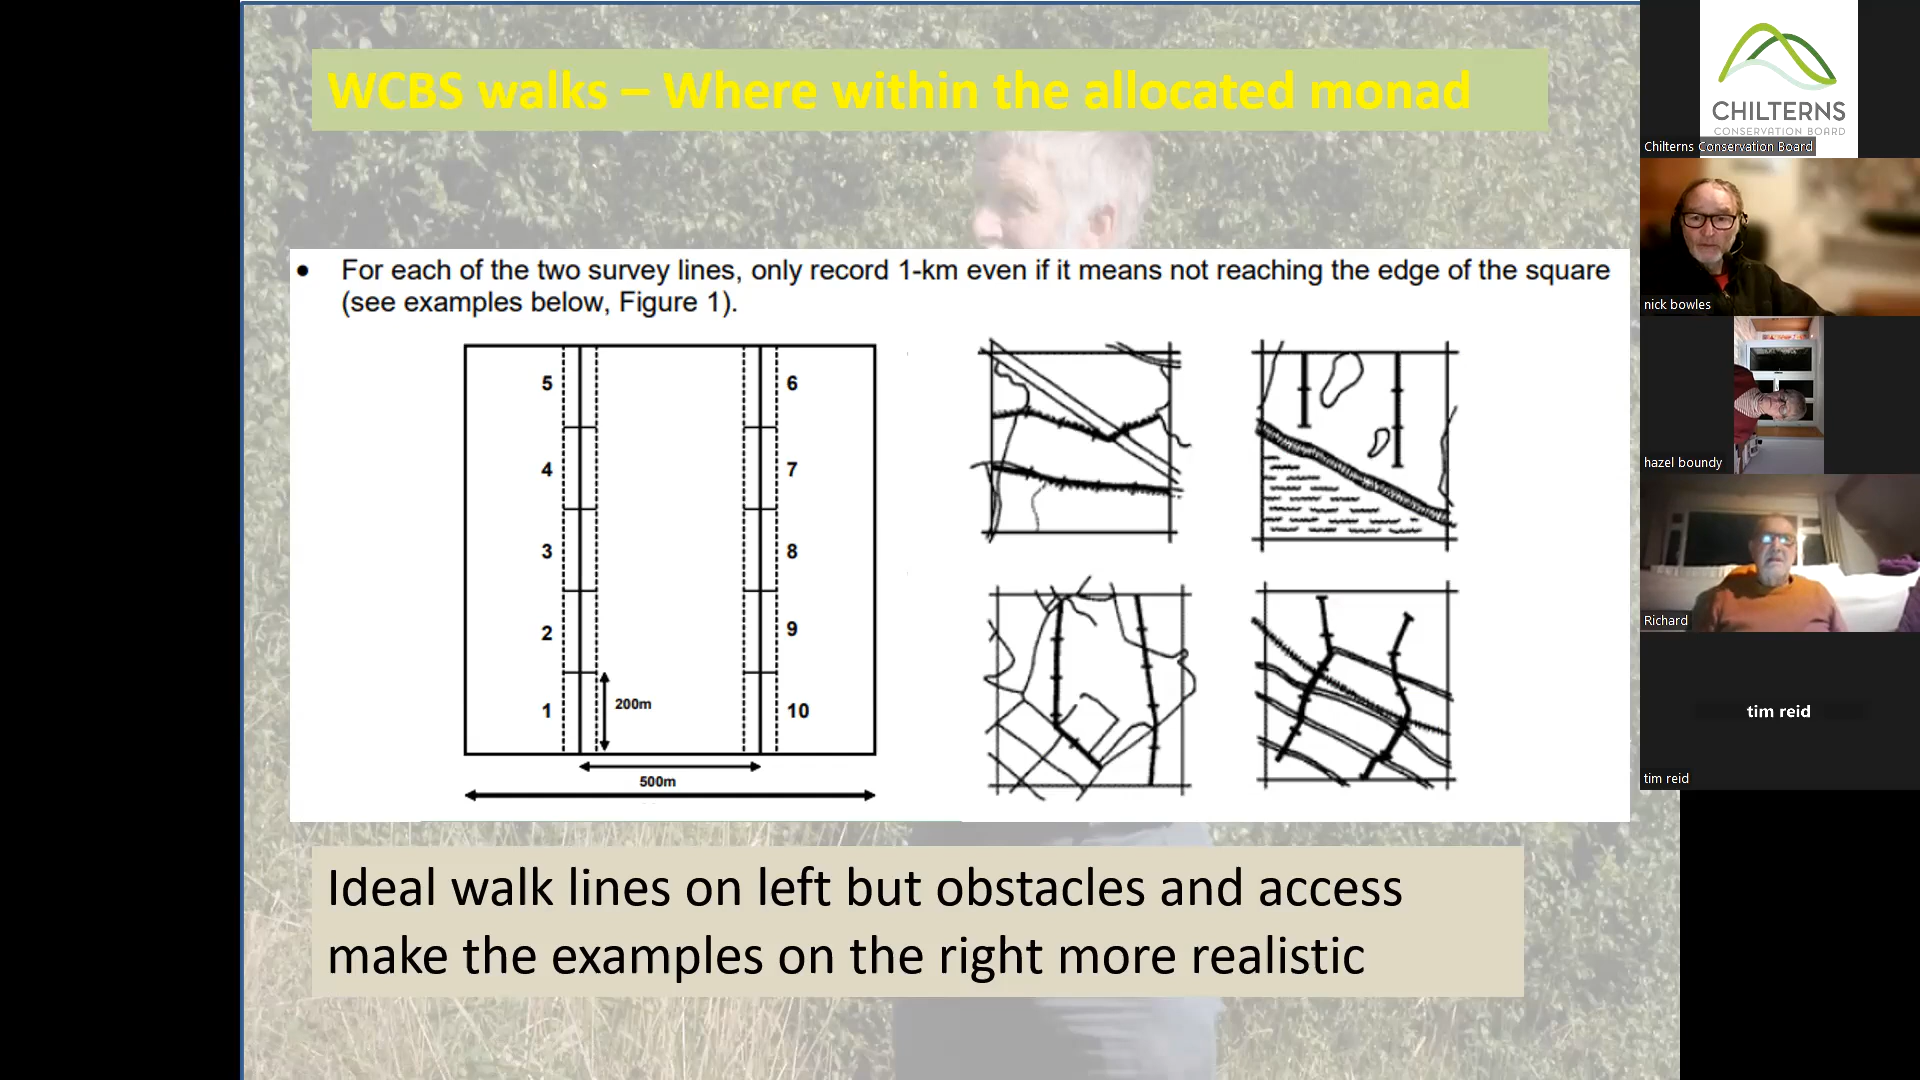 WCBS walks – Where within the allocated monad
• For each of the two survey lines, only record 1-km even if it means not reaching the edge of the square
(see examples below, Figure 1).
5
6
4
7
3
8
2
9
1
200m
10
500m
Ideal walk lines on left but obstacles and access
make the examples on the right more realistic
CHILTERNS
CONSERVATION BOARD
Chilterns Conservation Board
nick bowles
hazel boundy
Richard
tim reid
tim reid